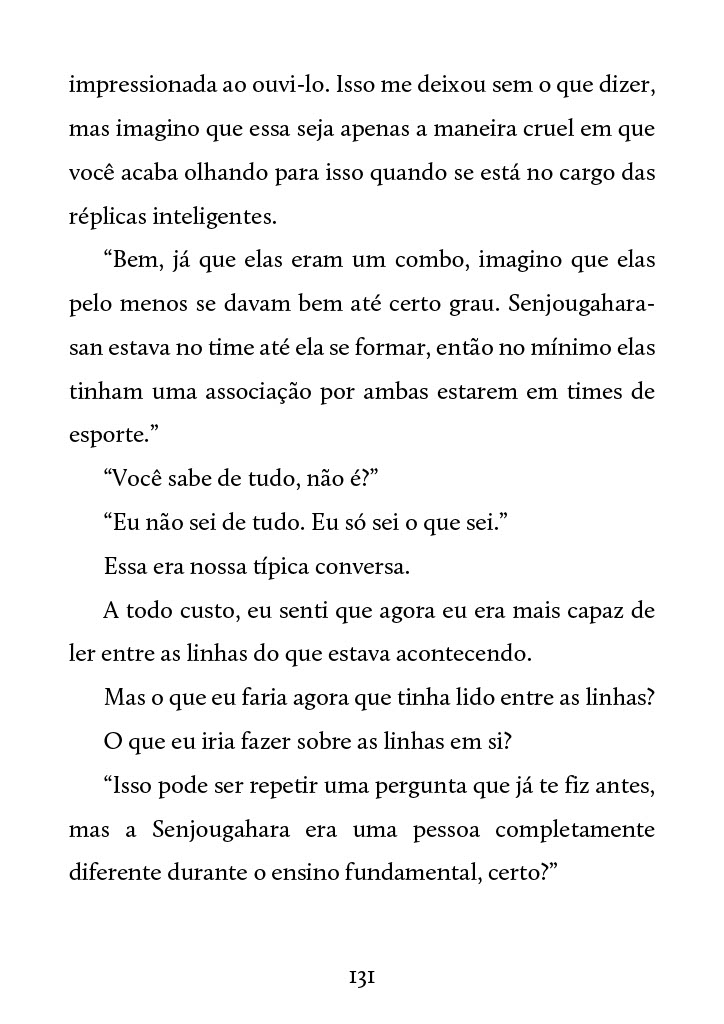 impressionada ao ouvi-lo. Isso me deixou sem o que dizer,
mas imagino que essa seja apenas a maneira cruel em que
você acaba olhando para isso quando se está no cargo das
réplicas inteligentes.
“Bem, já que elas eram um combo, imagino que elas
pelo menos se davam bem até certo grau. Senjougahara-
san estava no time até ela se formar, então no mínimo elas
tinham uma associação por ambas estarem em times de
esporte.”
“Você sabe de tudo, não é?”
“Eu não sei de tudo. Eu só sei o que sei.”
Essa era nossa típica conversa.
A todo custo, eu senti que agora eu era mais capaz de
ler entre as linhas do que estava acontecendo.
Mas o que eu faria agora que tinha lido entre as linhas?
O que eu iria fazer sobre as linhas em si?
“Isso pode ser repetir uma pergunta que já te fiz antes,
mas a Senjougahara era uma pessoa completamente
diferente durante o ensino fundamental, certo?”
131